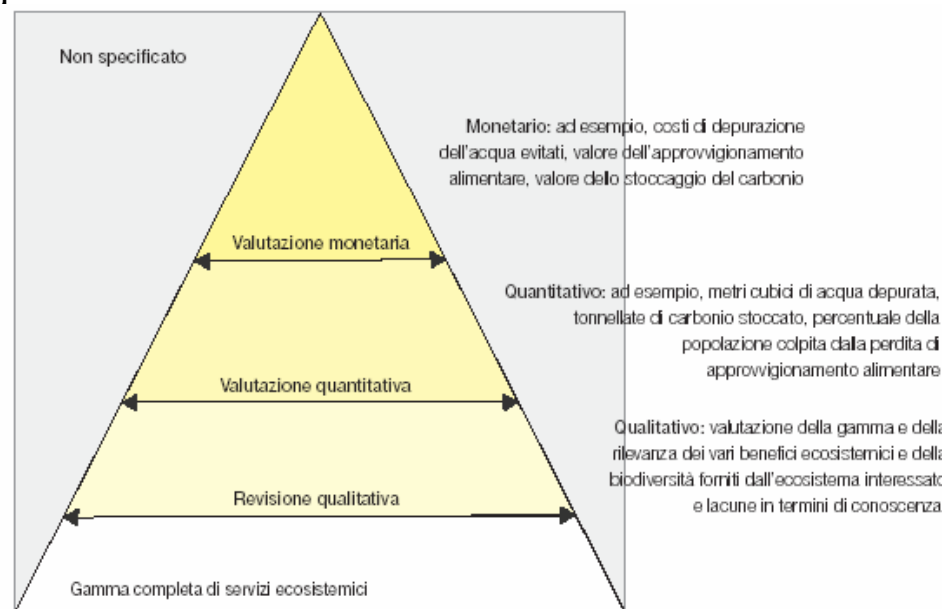 Non specificato
Monetario: ad esempio, costi di depurazione
dell'acqua evitati, valore dell'approvvigionamento
alimentare, valore dello stoccaggio del carbonio
Valutazione monetaria
Quantitativo: ad esempio, metri cubici di acqua depurata,
tonnellate di carbonio stoccato, percentuale della
popolazione colpita dalla perdita di
approvvigionamento alimentare
Valutazione quantitativa
Qualitativo: valutazione della gamma e della
rilevanza dei vari benefici ecosistemici e della
biodiversità forniti dall'ecosistema interessato
e lacune in termini di conoscenza
Revisione qualitativa
Gamma completa di servizi ecosistemici